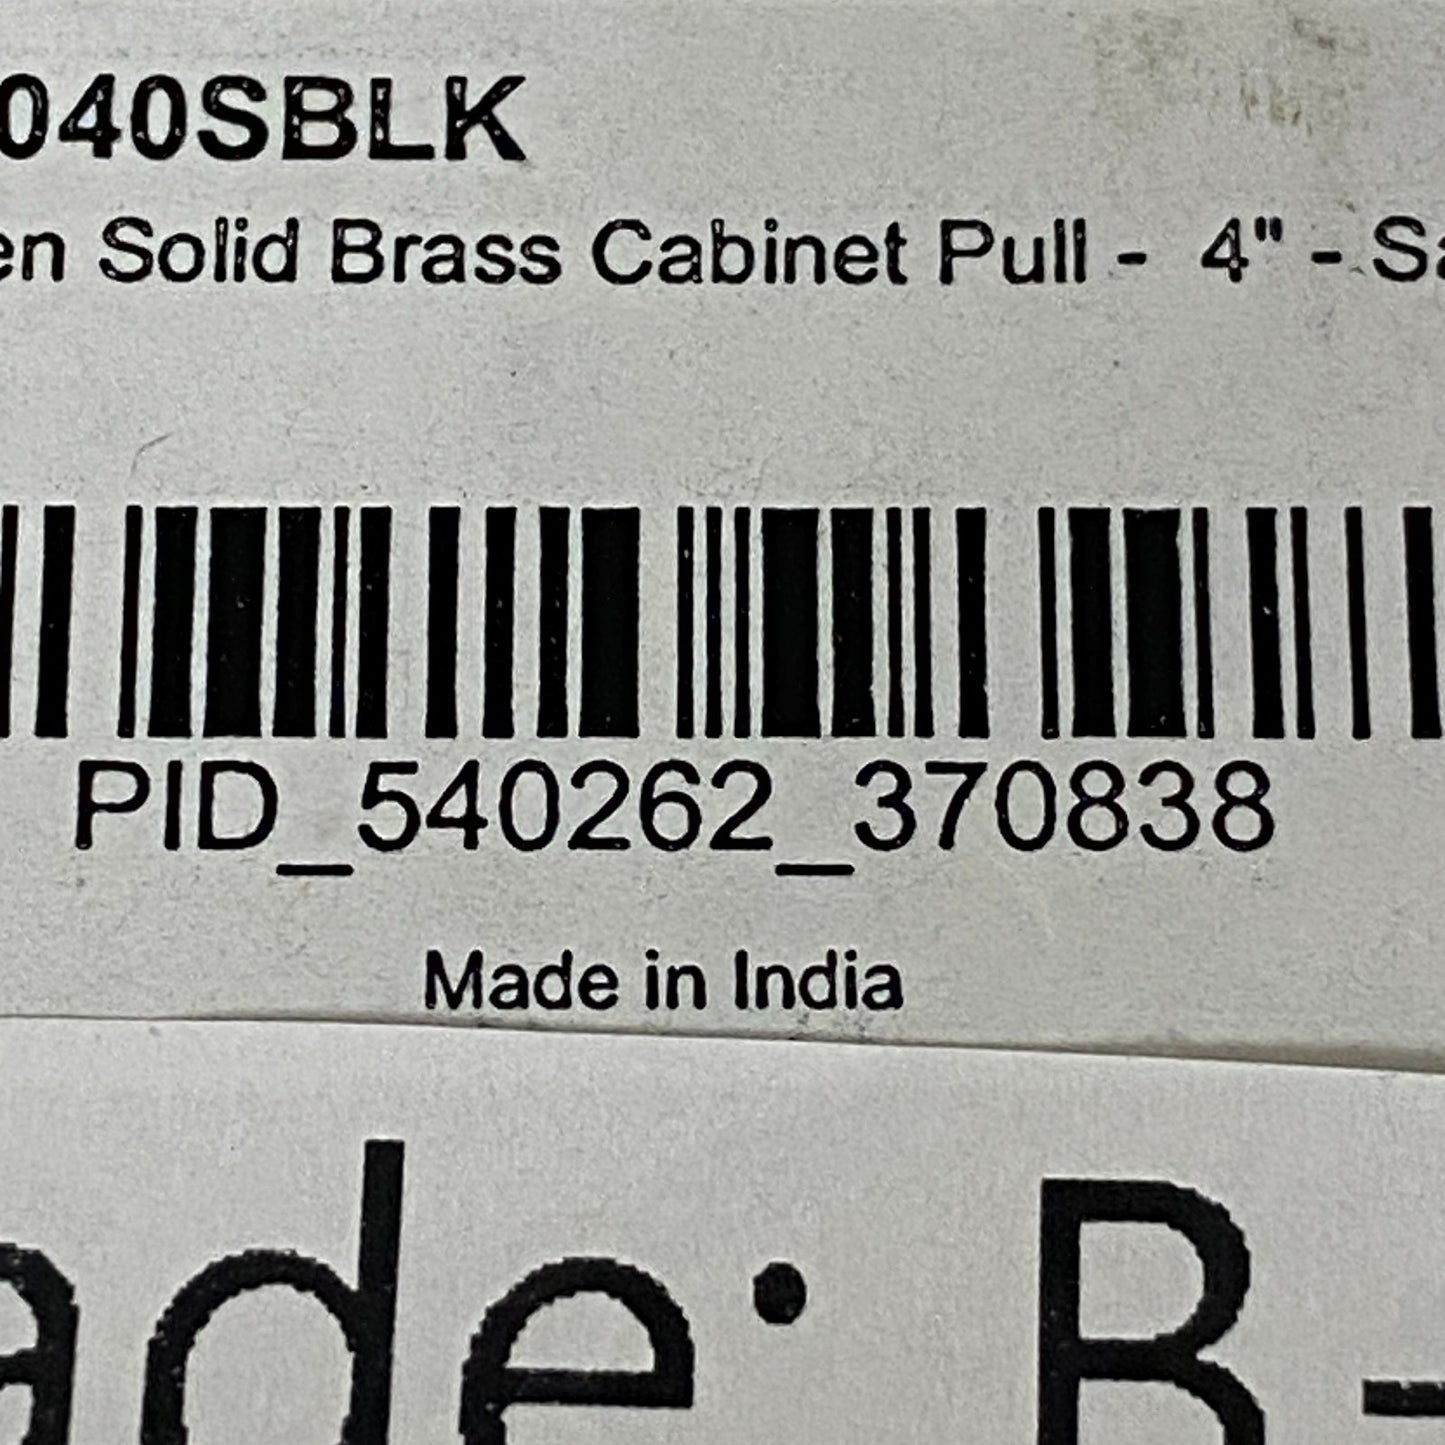 040SBLK
en Solid Brass Cabinet Pull - 4" - Sa
PID_540262_370838
Made in India
ade: B-